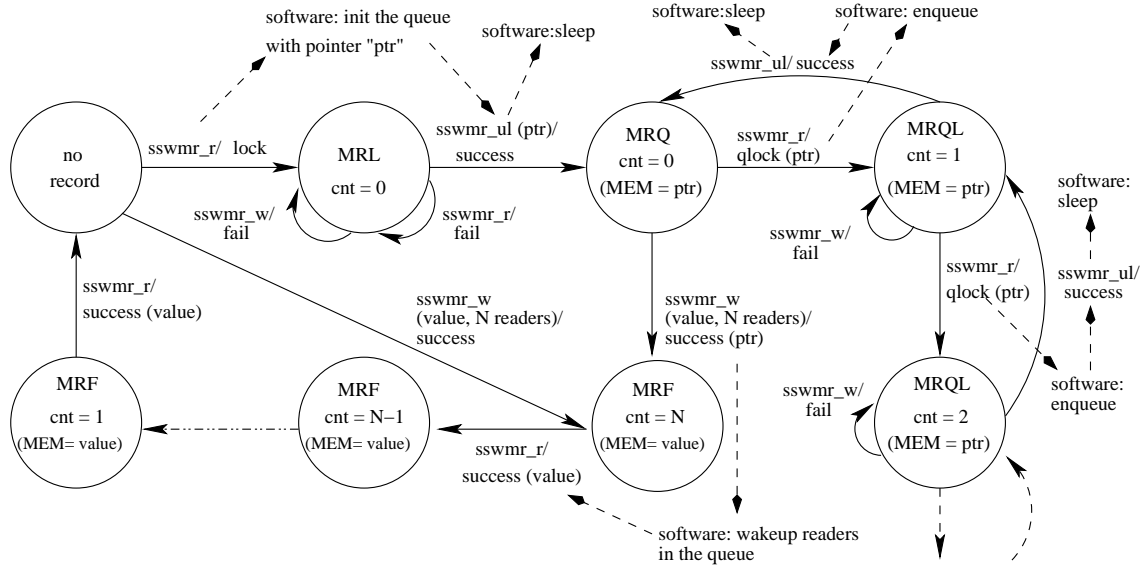 software: init the queue
with pointer "ptr"
software:sleep
software:sleep
software: enqueue
sswmr_ul/ success
no
record
sswmr_r/ lock
MRL
cnt = 0
sswmr_ul (ptr)/
success
MRQ
cnt = 0
(MEM = ptr)
sswmr_r/
qlock (ptr)
MRQL
cnt = 1
(MEM = ptr)
software:
sleep
sswmr_w/
fail
sswmr_r/
fail
sswmr_w/
fail
sswmr_r/
qlock (ptr)
sswmr_ul/
success
sswmr_r/
success (value)
sswmr_w
(value, N readers)/
success
sswmr_w
(value, N readers)/
success (ptr)
MRF
cnt = 1
(MEM= value)
MRF
cnt = N−1
(MEM= value)
sswmr_r/
success (value)
MRF
cnt = N
(MEM= value)
sswmr_w/
fail
MRQL
cnt = 2
(MEM = ptr)
software:
enqueue
software: wakeup readers
in the queue